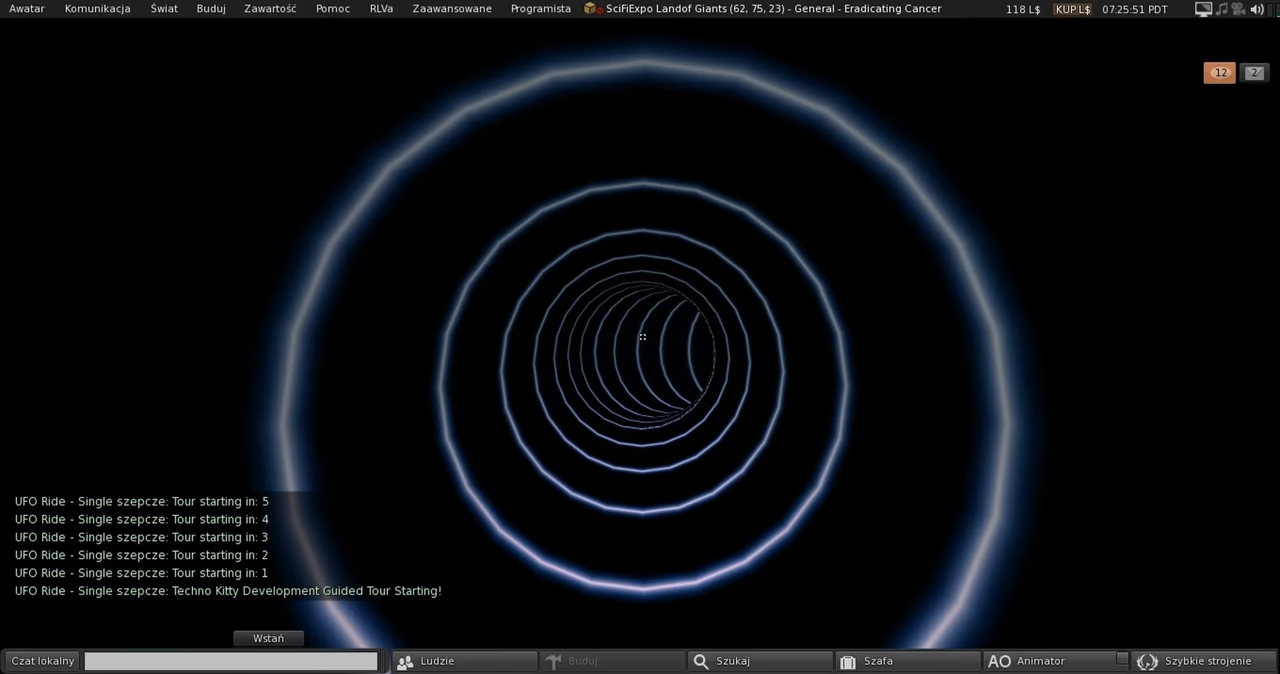 Awatar Komunikacja Świat Buduj Zawartość Pomoc RLVa Zaawansowane Programista SciFiExpo Landof Giants (62, 75, 23) - General - Eradicating Cancer 118 L$ KUP L$ 07:25:51 PDT
12 2
UFO Ride - Single szepcze: Tour starting in: 5
UFO Ride - Single szepcze: Tour starting in: 4
UFO Ride - Single szepcze: Tour starting in: 3
UFO Ride - Single szepcze: Tour starting in: 2
UFO Ride - Single szepcze: Tour starting in: 1
UFO Ride - Single szepcze: Techno Kitty Development Guided Tour Starting!
Wstań
Czat lokalny Ludzie Buduj Szukaj Szafa AO Animator Szybkie strojenie